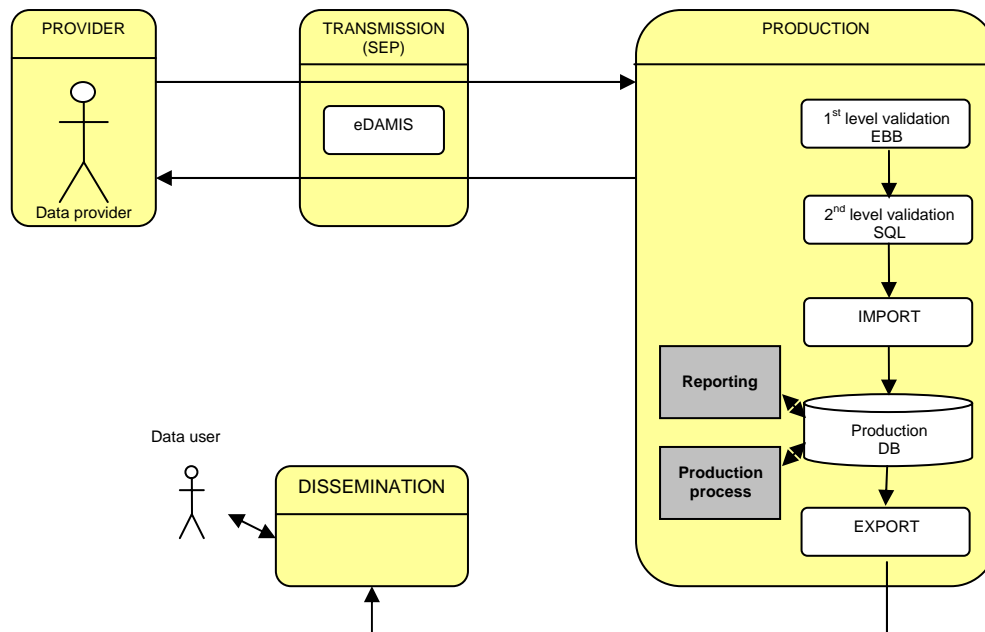 PROVIDER
Data provider
TRANSMISSION
(SEP)
eDAMIS
PRODUCTION
1st level validation
EBB
2nd level validation
SQL
IMPORT
Reporting
Production
DB
Production
process
EXPORT
Data user
DISSEMINATION